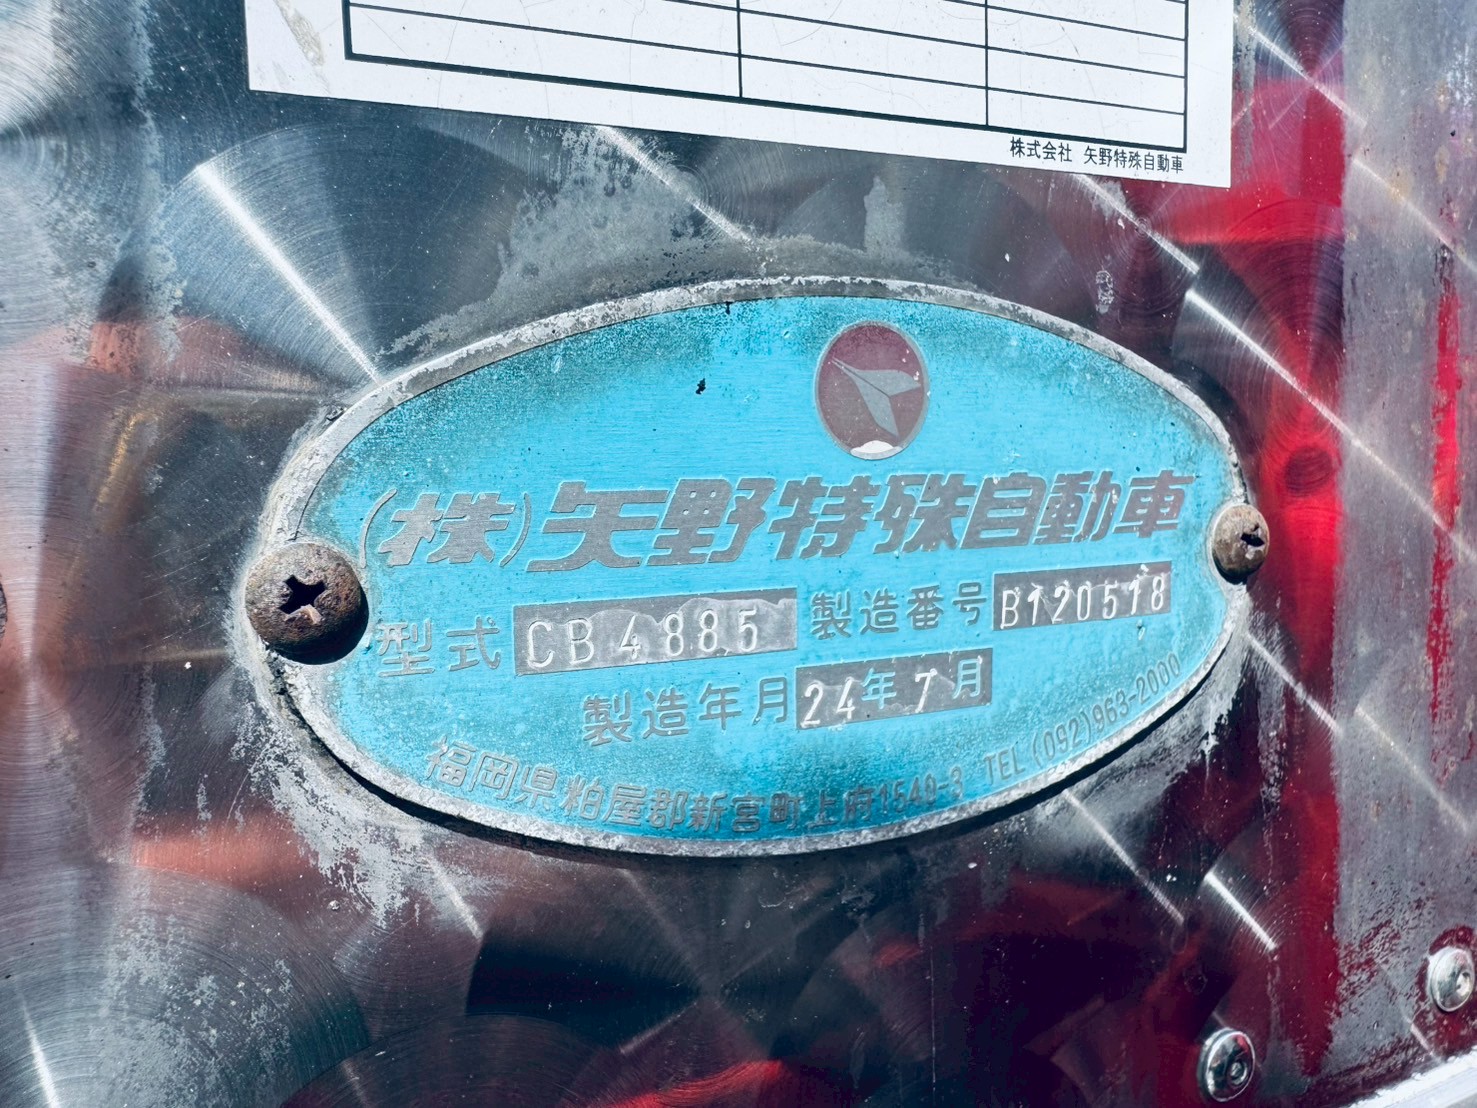 株式会社 矢野特殊自動車
(株)矢野特殊自動車
型式 CB4885 製造番号 B120518
製造年月 24年7月
福岡県粕屋郡新宮町上府1540-3 TEL (092)963-2000